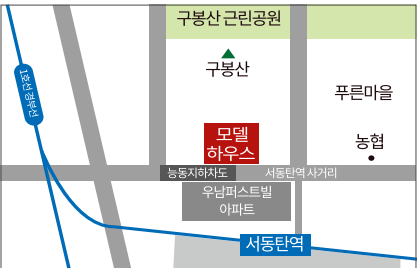 구봉산 근린공원
구봉산
1호선 경부선
푸른마을
모델
하우스
농협
능동지하차도
서동탄역 사거리
우남퍼스트빌
아파트
서동탄역